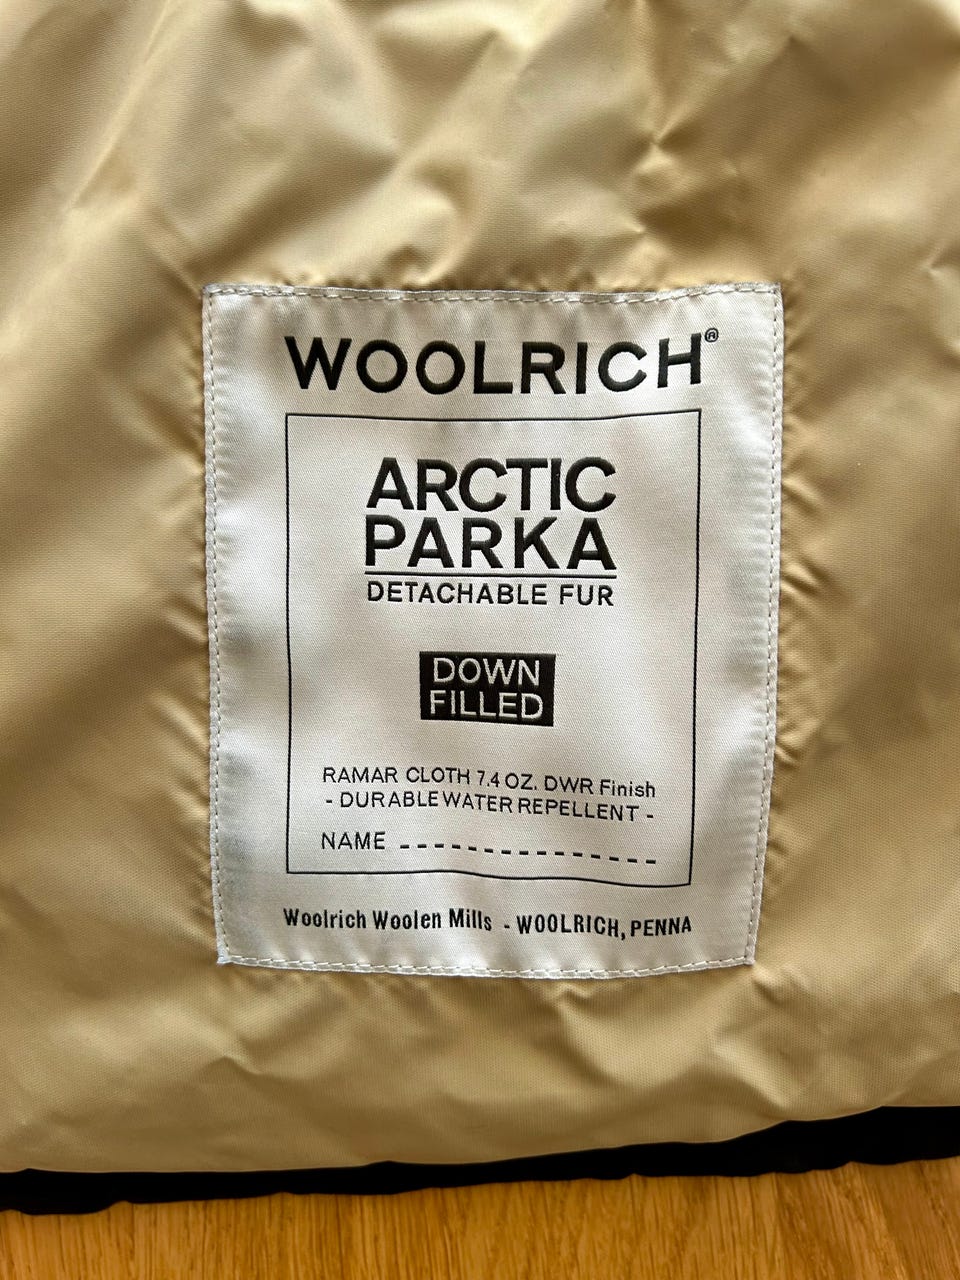 WOOLRICH®
ARCTIC
PARKA
DETACHABLE FUR
DOWN
FILLED
RAMAR CLOTH 7.4 OZ. DWR Finish
- DURABLE WATER REPELLENT -
NAME ---------------
Woolrich Woolen Mills - WOOLRICH, PENNA